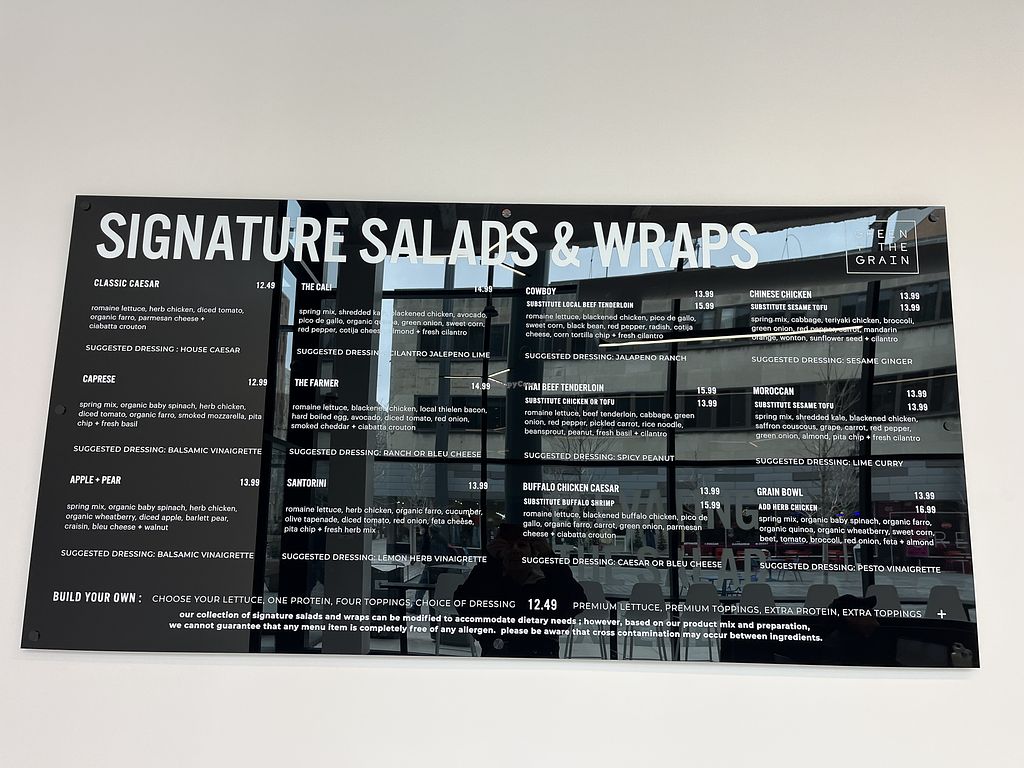 SIGNATURE SALADS & WRAPS
GREEN
+ THE
GRAIN
CLASSIC CAESAR 12.49
romaine lettuce, herb chicken, diced tomato,
organic farro, parmesan cheese +
ciabatta crouton
SUGGESTED DRESSING : HOUSE CAESAR
CAPRESE 12.99
spring mix, organic baby spinach, herb chicken,
diced tomato, organic farro, smoked mozzarella, pita
chip + fresh basil
SUGGESTED DRESSING: BALSAMIC VINAIGRETTE
APPLE + PEAR 13.99
spring mix, organic baby spinach, herb chicken,
organic wheatberry, diced apple, barlett pear,
craisin, bleu cheese + walnut
SUGGESTED DRESSING: BALSAMIC VINAIGRETTE
THE CALI 14.99
spring mix, shredded kale, blackened chicken, avocado,
pico de gallo, organic quinoa, green onion, sweet corn,
red pepper, cotija cheese, almond + fresh cilantro
SUGGESTED DRESSING: CILANTRO JALEPENO LIME
THE FARMER 14.99
romaine lettuce, blackened chicken, local thielen bacon,
hard boiled egg, avocado, diced tomato, red onion,
smoked cheddar + ciabatta crouton
SUGGESTED DRESSING: RANCH OR BLEU CHEESE
SANTORINI 13.99
romaine lettuce, herb chicken, organic farro, cucumber,
olive tapenade, diced tomato, red onion, feta cheese,
pita chip + fresh herb mix
SUGGESTED DRESSING: LEMON HERB VINAIGRETTE
COWBOY 13.99
SUBSTITUTE LOCAL BEEF TENDERLOIN 15.99
romaine lettuce, blackened chicken, pico de gallo,
sweet corn, black bean, red pepper, radish, cotija
cheese, corn tortilla chip + fresh cilantro
SUGGESTED DRESSING: JALAPENO RANCH
THAI BEEF TENDERLOIN 15.99
SUBSTITUTE CHICKEN OR TOFU 13.99
romaine lettuce, beef tenderloin, cabbage, green
onion, red pepper, pickled carrot, rice noodle,
beansprout, peanut, fresh basil + cilantro
SUGGESTED DRESSING: SPICY PEANUT
BUFFALO CHICKEN CAESAR 13.99
SUBSTITUTE BUFFALO SHRIMP 15.99
romaine lettuce, blackened buffalo chicken, pico de
gallo, organic farro, carrot, green onion, parmesan
cheese + ciabatta crouton
SUGGESTED DRESSING: CAESAR OR BLEU CHEESE
CHINESE CHICKEN 13.99
SUBSTITUTE SESAME TOFU 13.99
spring mix, cabbage, teriyaki chicken, broccoli,
green onion, red pepper, carrot, mandarin
orange, wonton, sunflower seed + cilantro
SUGGESTED DRESSING: SESAME GINGER
MOROCCAN 13.99
SUBSTITUTE SESAME TOFU 13.99
spring mix, shredded kale, blackened chicken,
saffron couscous, grape, carrot, red pepper,
green onion, almond, pita chip + fresh cilantro
SUGGESTED DRESSING: LIME CURRY
GRAIN BOWL 13.99
ADD HERB CHICKEN 16.99
spring mix, organic baby spinach, organic farro,
organic quinoa, organic wheatberry, sweet corn,
beet, tomato, broccoli, red onion, feta + almond
SUGGESTED DRESSING: PESTO VINAIGRETTE
BUILD YOUR OWN : CHOOSE YOUR LETTUCE, ONE PROTEIN, FOUR TOPPINGS, CHOICE OF DRESSING 12.49 PREMIUM LETTUCE, PREMIUM TOPPINGS, EXTRA PROTEIN, EXTRA TOPPINGS +
our collection of signature salads and wraps can be modified to accommodate dietary needs ; however, based on our product mix and preparation,
we cannot guarantee that any menu item is completely free of any allergen. please be aware that cross contamination may occur between ingredients.